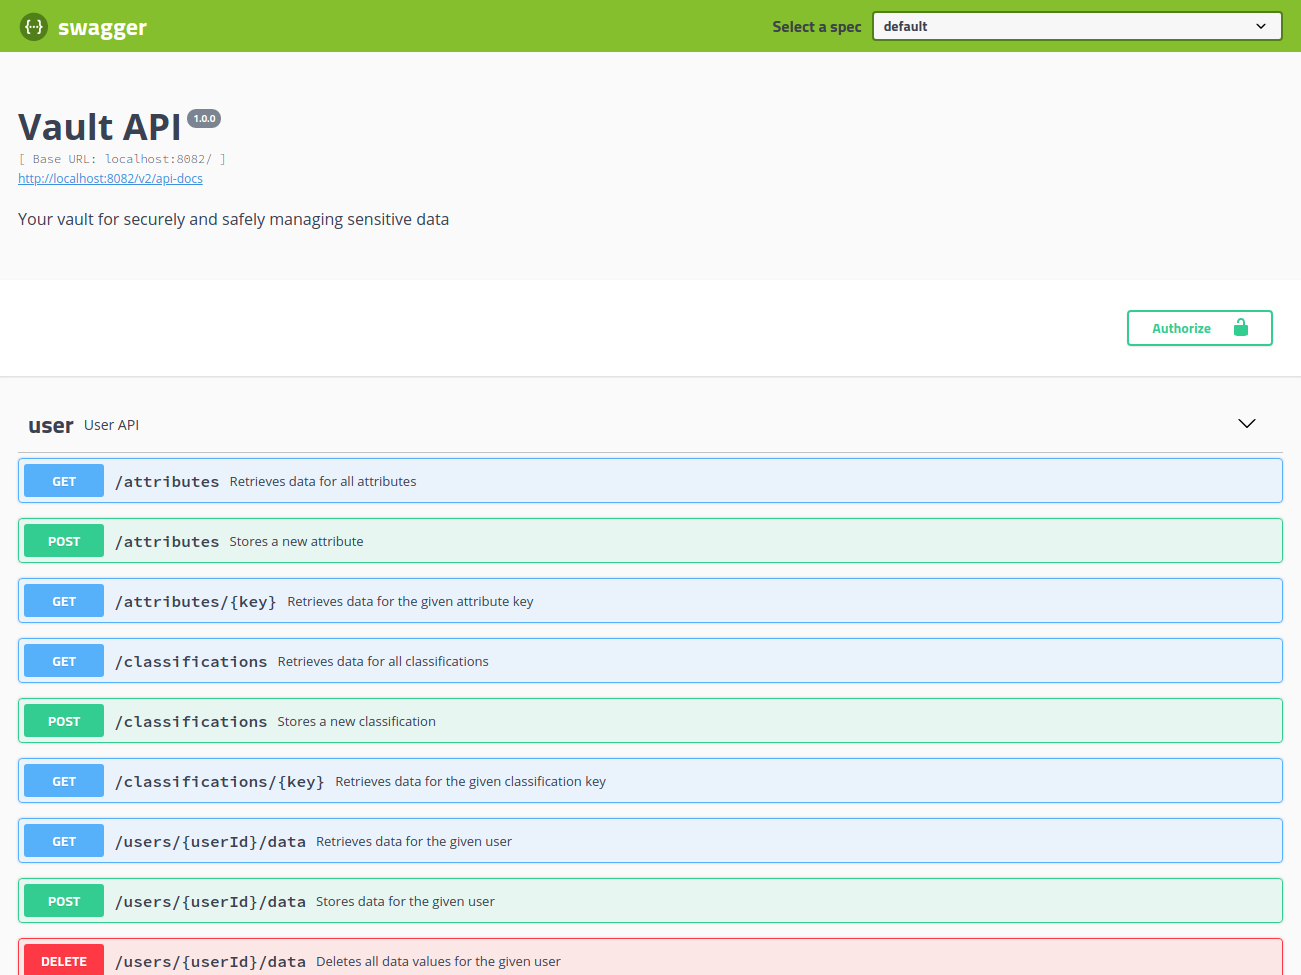 {··} swagger Select a spec default
Vault API 1.0.0
[ Base URL: localhost:8082/ ]
http://localhost:8082/v2/api-docs
Your vault for securely and safely managing sensitive data
Authorize
user User API
GET /attributes Retrieves data for all attributes
POST /attributes Stores a new attribute
GET /attributes/{key} Retrieves data for the given attribute key
GET /classifications Retrieves data for all classifications
POST /classifications Stores a new classification
GET /classifications/{key} Retrieves data for the given classification key
GET /users/{userId}/data Retrieves data for the given user
POST /users/{userId}/data Stores data for the given user
DELETE /users/{userId}/data Deletes all data values for the given user